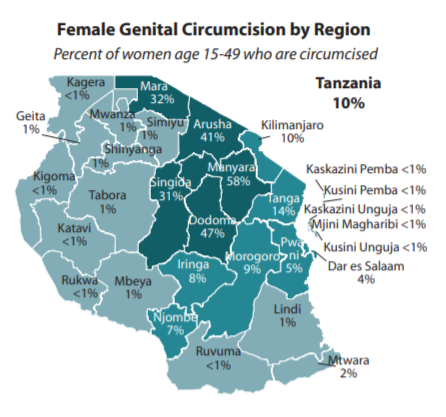 Female Genital Circumcision by Region
Percent of women age 15-49 who are circumcised
Tanzania
10%
Kagera
<1%
Mara
32%
Geita
1%
Mwanza
1%
Simiyu
1%
Arusha
41%
Kilimanjaro
10%
Shinyanga
1%
Kigoma
<1%
Tabora
1%
Singida
31%
Manyara
58%
Kaskazini Pemba <1%
Kusini Pemba <1%
Kaskazini Unguja <1%
Mjini Magharibi <1%
Kusini Unguja <1%
Dar es Salaam
4%
Tanga
14%
Dodoma
47%
Katavi
<1%
Pwa
ni
5%
Morogoro
9%
Iringa
8%
Rukwa
<1%
Mbeya
1%
Njombe
7%
Lindi
1%
Ruvuma
<1%
Mtwara
2%